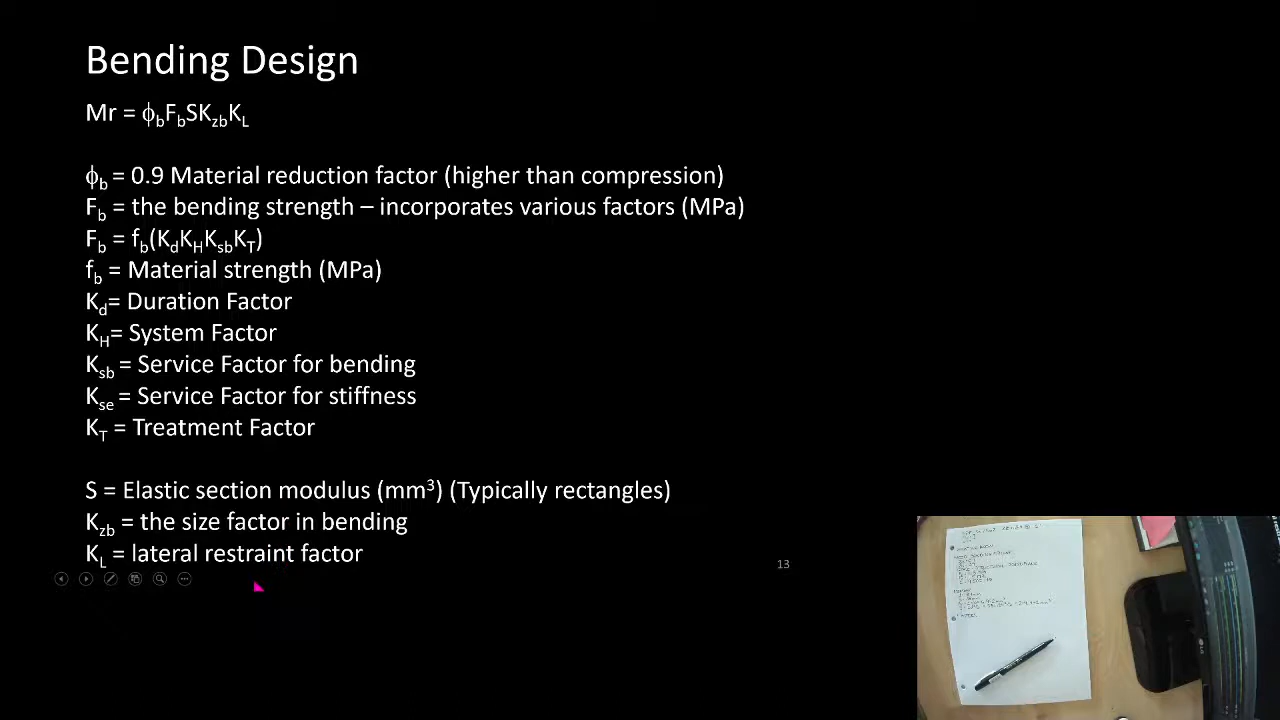 Bending Design
Mr = ϕbFbSKzbKL
ϕb = 0.9 Material reduction factor (higher than compression)
Fb = the bending strength – incorporates various factors (MPa)
Fb = fb(KdKHKsbKT)
fb = Material strength (MPa)
Kd= Duration Factor
KH= System Factor
Ksb = Service Factor for bending
Kse = Service Factor for stiffness
KT = Treatment Factor
S = Elastic section modulus (mm³) (Typically rectangles)
Kzb = the size factor in bending
KL = lateral restraint factor
13